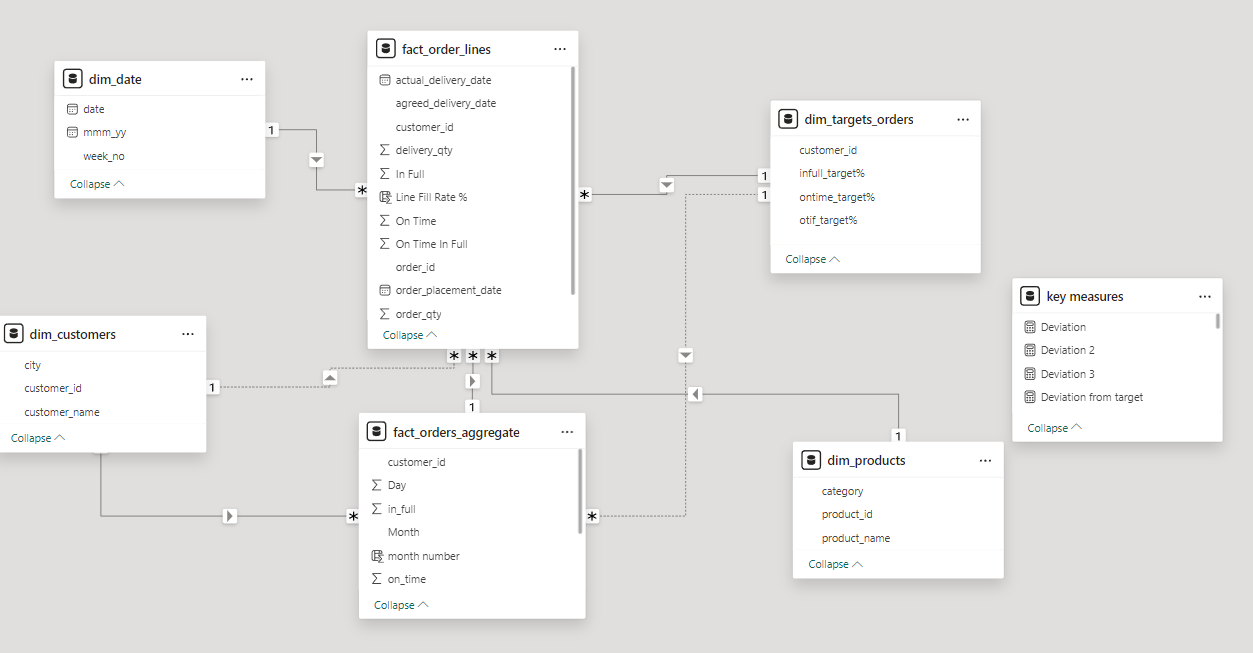 dim_date
date
mmm_yy
week_no
Collapse
1
*
fact_order_lines
actual_delivery_date
agreed_delivery_date
customer_id
delivery_qty
In Full
Line Fill Rate %
On Time
On Time In Full
order_id
order_placement_date
order_qty
Collapse
*
1
1
dim_targets_orders
customer_id
infull_target%
ontime_target%
otif_target%
Collapse
key measures
Deviation
Deviation 2
Deviation 3
Deviation from target
Collapse
dim_customers
city
customer_id
customer_name
Collapse
1
* * *
1
fact_orders_aggregate
customer_id
Day
in_full
Month
month number
on_time
Collapse
*
*
1
dim_products
category
product_id
product_name
Collapse